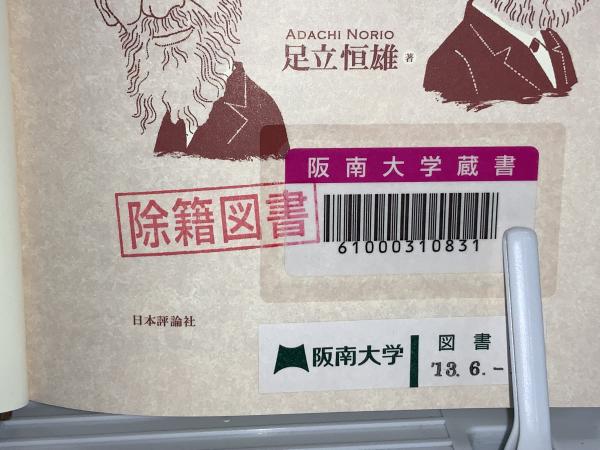 ADACHI NORIO
足立恒雄 著
阪南大学蔵書
61000310831
除籍図書
日本評論社
阪南大学
図書
'13. 6. -